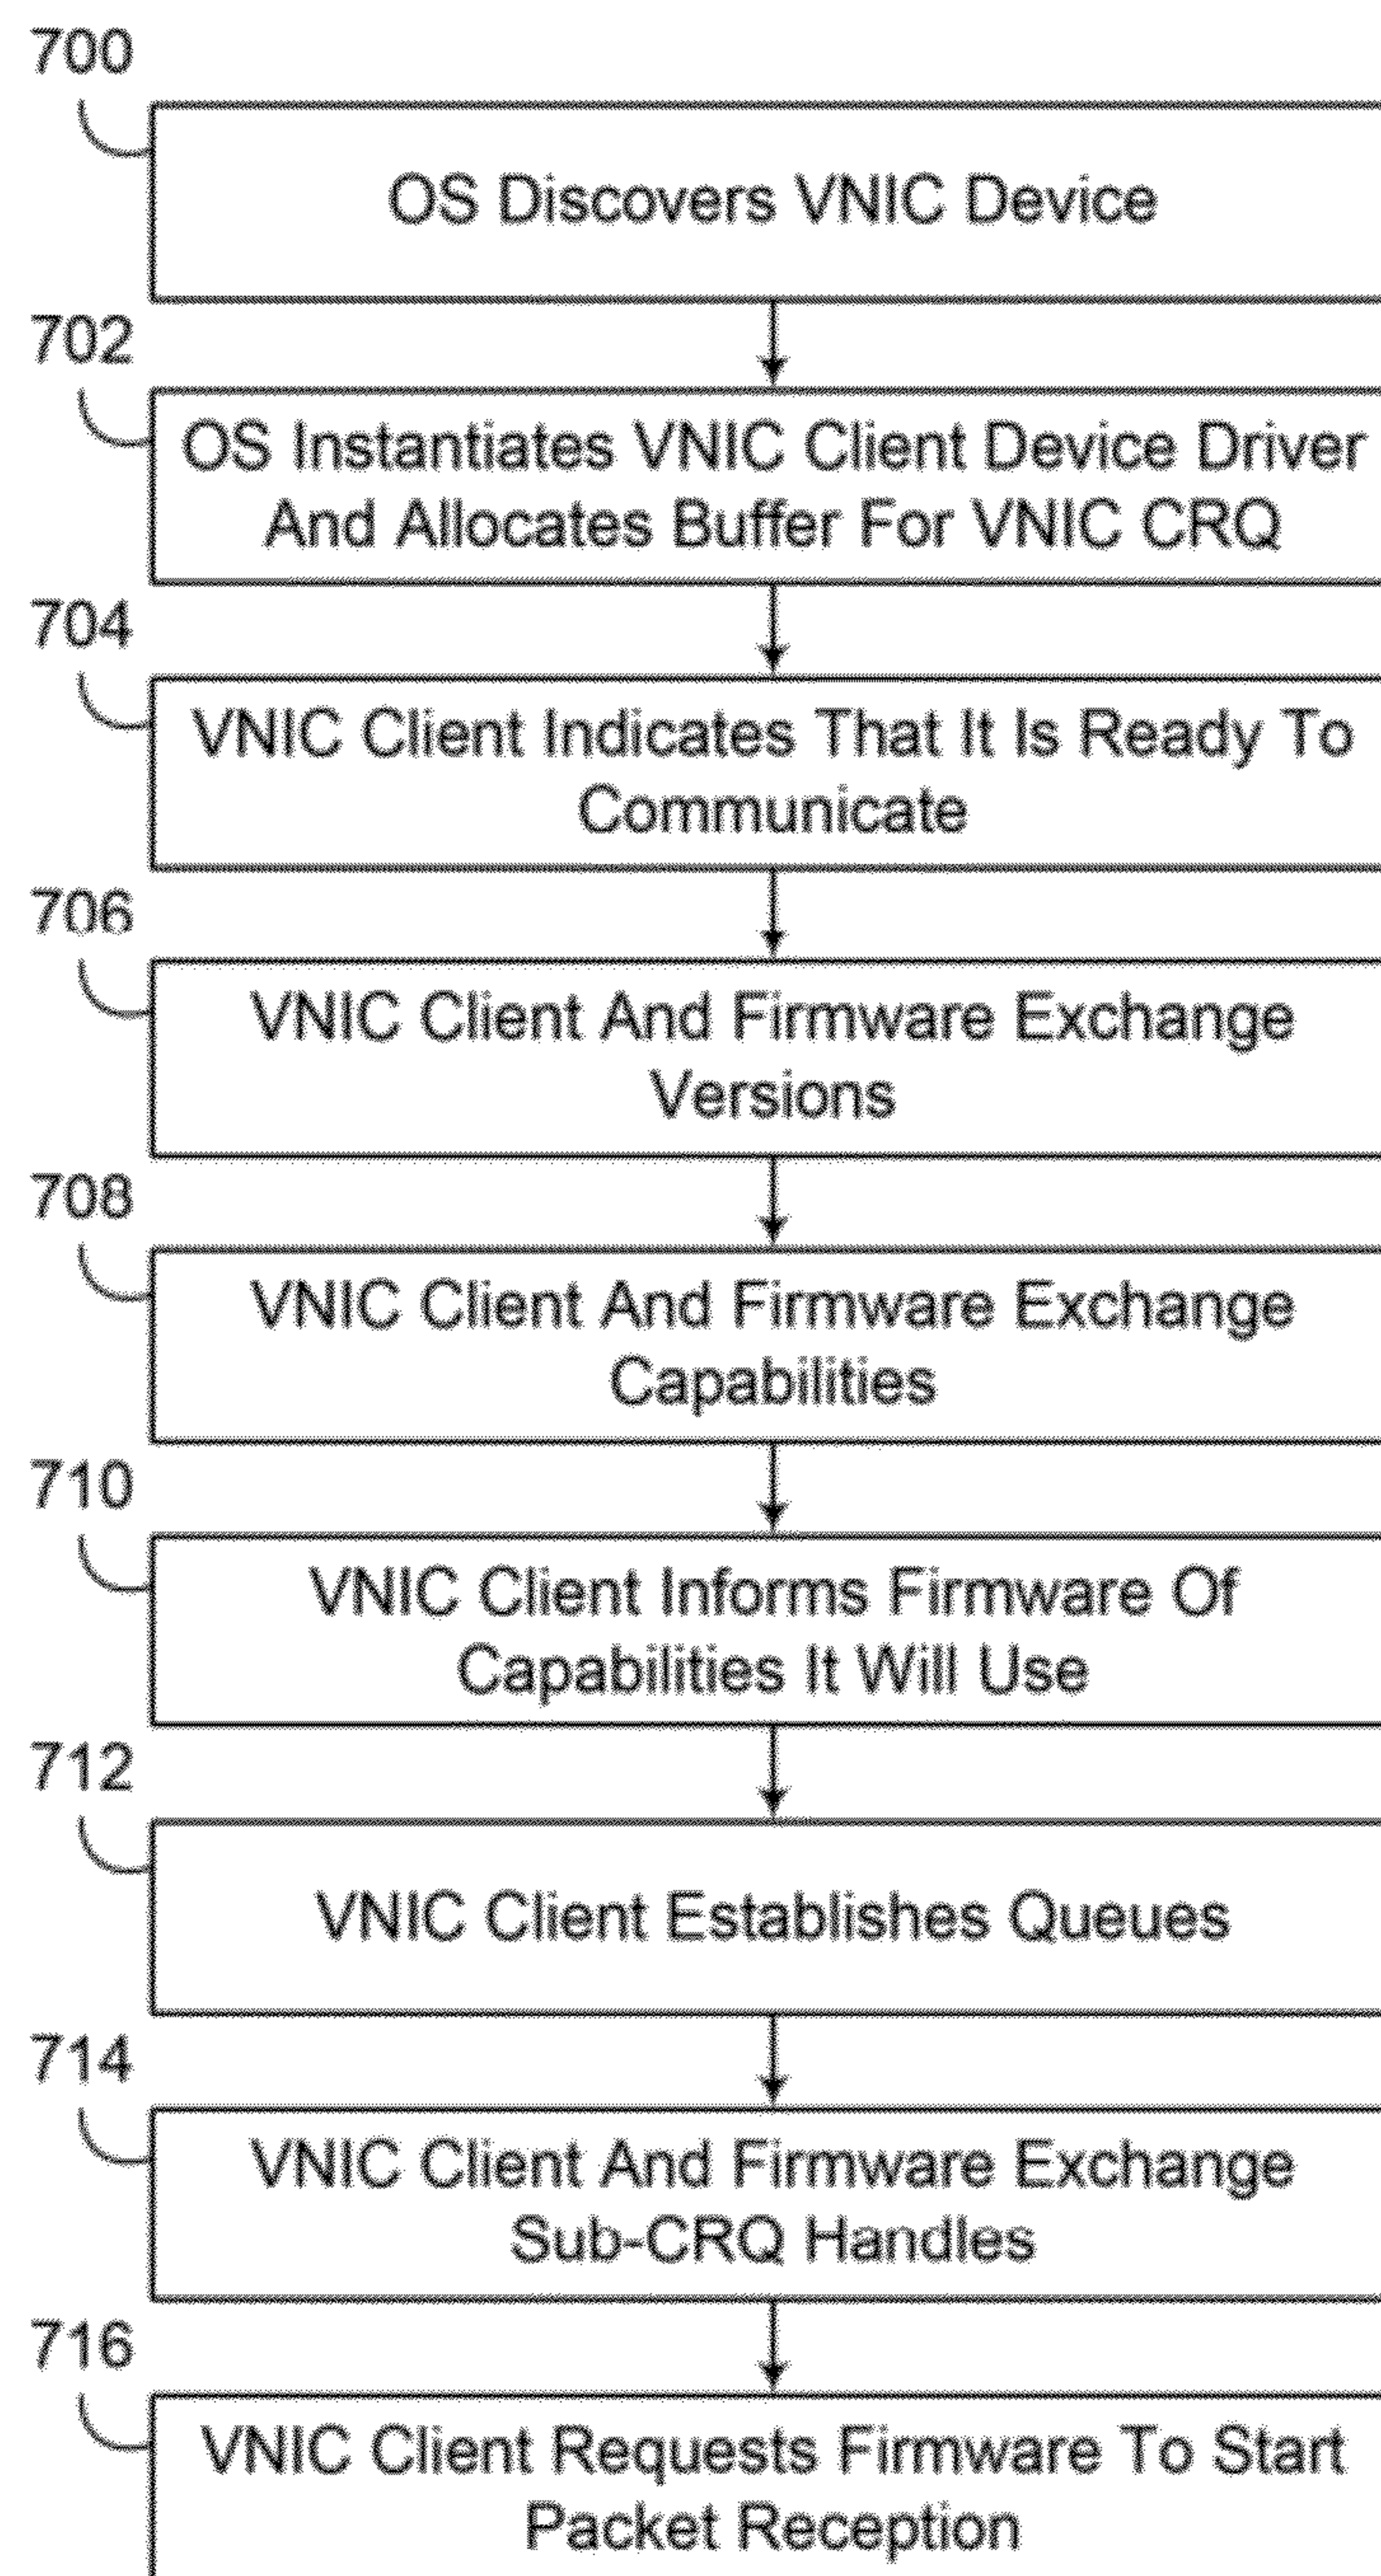 700
OS Discovers VNIC Device
702
OS Instantiates VNIC Client Device Driver
And Allocates Buffer For VNIC CRQ
704
VNIC Client Indicates That It Is Ready To
Communicate
706
VNIC Client And Firmware Exchange
Versions
708
VNIC Client And Firmware Exchange
Capabilities
710
VNIC Client Informs Firmware Of
Capabilities It Will Use
712
VNIC Client Establishes Queues
714
VNIC Client And Firmware Exchange
Sub-CRQ Handles
716
VNIC Client Requests Firmware To Start
Packet Reception